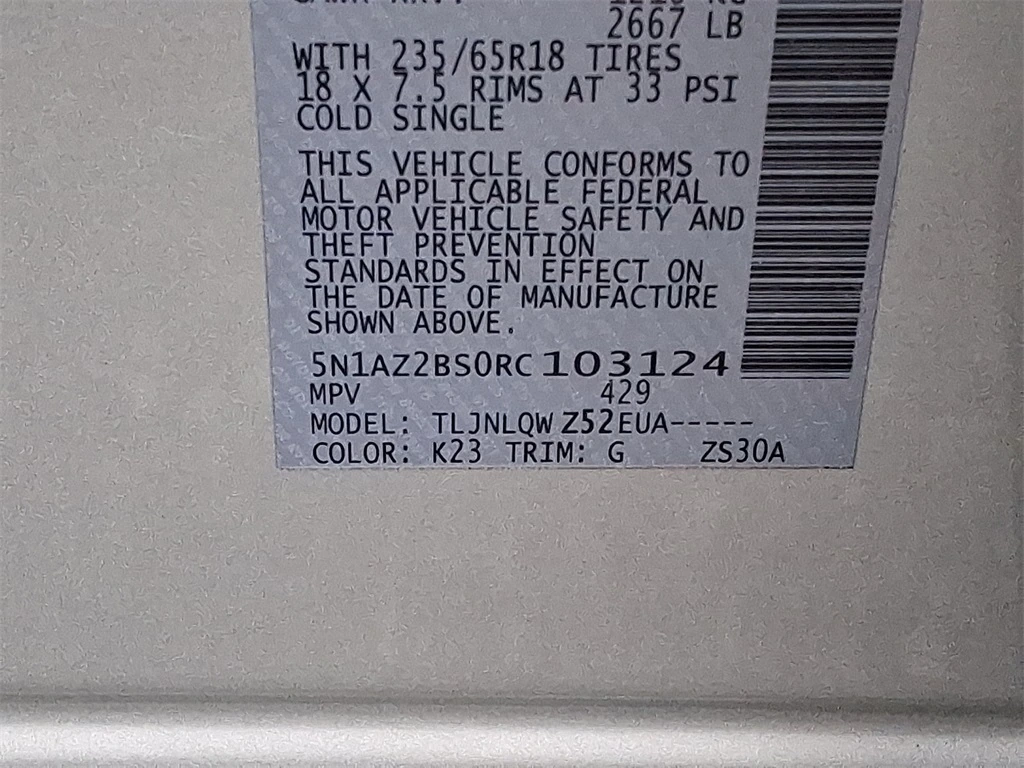 2667 LB
WITH 235/65R18 TIRES
18 X 7.5 RIMS AT 33 PSI
COLD SINGLE
THIS VEHICLE CONFORMS TO
ALL APPLICABLE FEDERAL
MOTOR VEHICLE SAFETY AND
THEFT PREVENTION
STANDARDS IN EFFECT ON
THE DATE OF MANUFACTURE
SHOWN ABOVE.
5N1AZ2BS0RC103124
MPV 429
MODEL: TLJNLQWZ52EUA-----
COLOR: K23 TRIM: G ZS30A